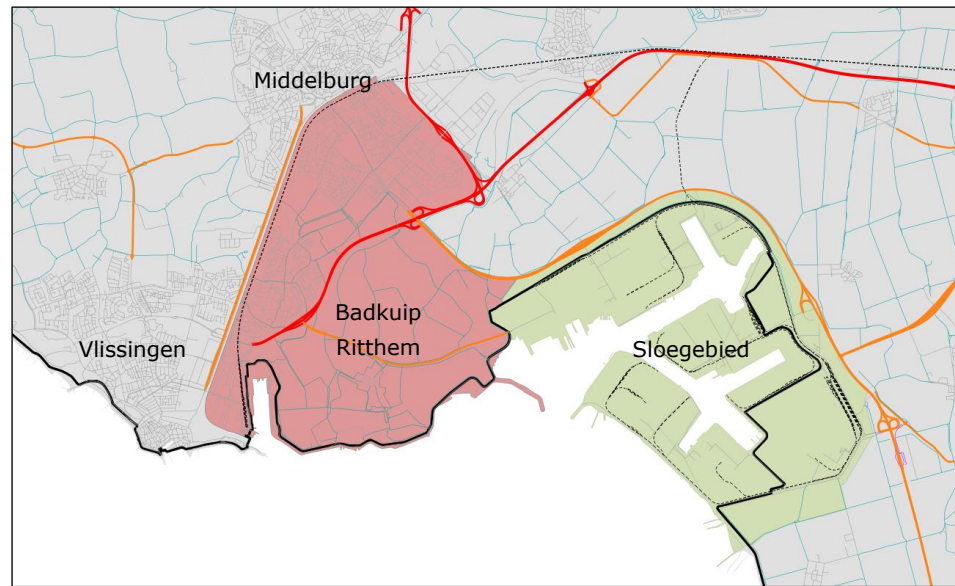 Middelburg
Badkuip
Ritthem
Vlissingen
Sloegebied